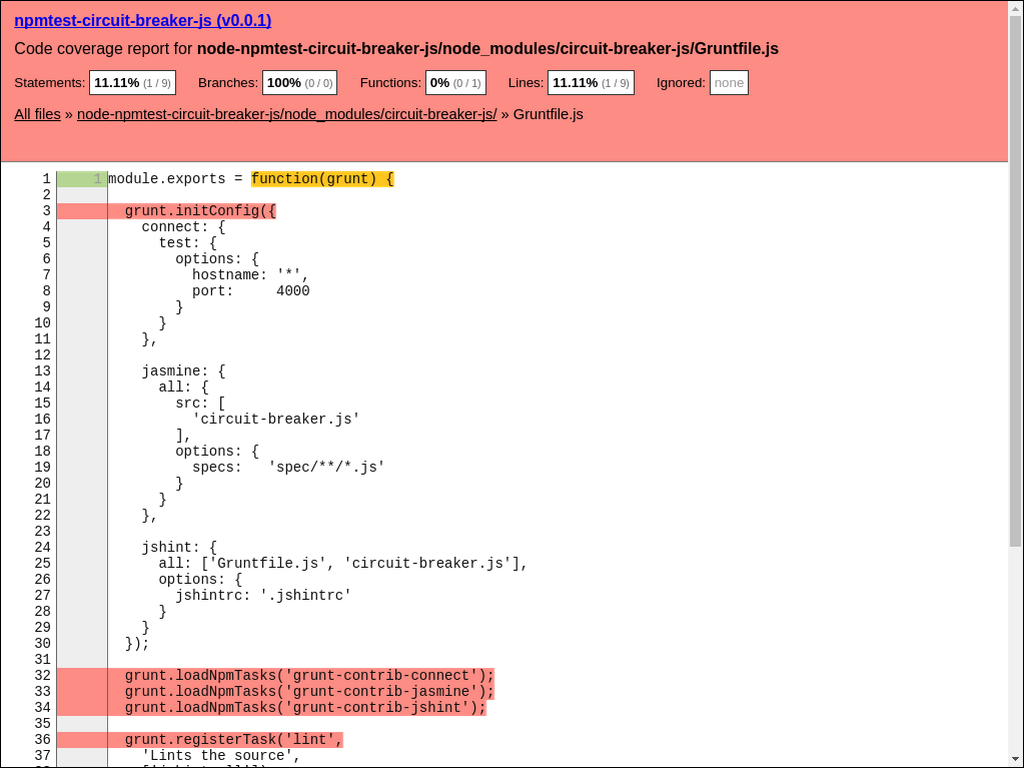 npmtest-circuit-breaker-js (v0.0.1)
Code coverage report for node-npmtest-circuit-breaker-js/node_modules/circuit-breaker-js/Gruntfile.js
Statements: 11.11% (1 / 9) Branches: 100% (0 / 0) Functions: 0% (0 / 1) Lines: 11.11% (1 / 9) Ignored: none
All files » node-npmtest-circuit-breaker-js/node_modules/circuit-breaker-js/ » Gruntfile.js
1 1 module.exports = function(grunt) {
2
3   grunt.initConfig({
4     connect: {
5       test: {
6         options: {
7           hostname: '*',
8           port:     4000
9         }
10       }
11     },
12
13     jasmine: {
14       all: {
15         src: [
16           'circuit-breaker.js'
17         ],
18         options: {
19           specs:   'spec/**/*.js'
20         }
21       }
22     },
23
24     jshint: {
25       all: ['Gruntfile.js', 'circuit-breaker.js'],
26       options: {
27         jshintrc: '.jshintrc'
28       }
29     }
30   });
31
32   grunt.loadNpmTasks('grunt-contrib-connect');
33   grunt.loadNpmTasks('grunt-contrib-jasmine');
34   grunt.loadNpmTasks('grunt-contrib-jshint');
35
36   grunt.registerTask('lint',
37     'Lints the source',